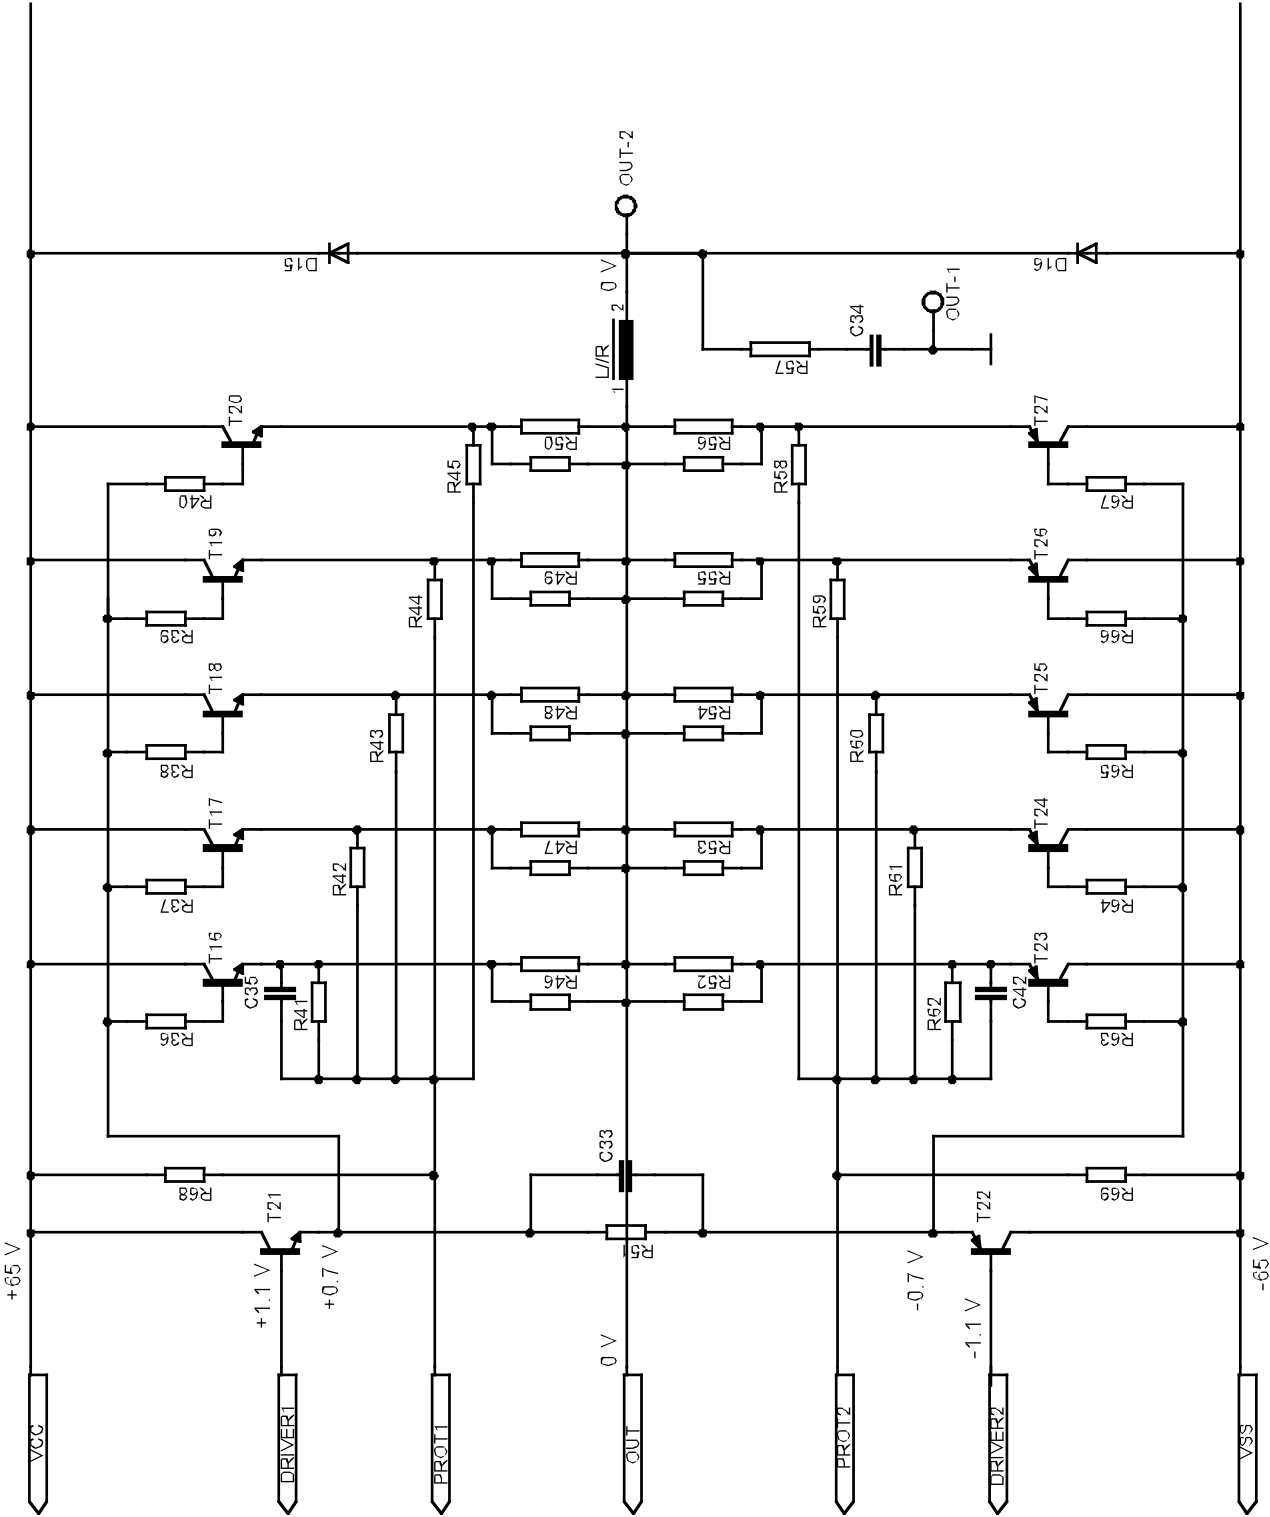 OUT-2
D15
0 V
D16
OUT-1
2
C34
L//R
R57
1
T20
T27
R50
R56
R45
R58
R40
R67
T19
T26
R49
R55
R44
R59
R39
R66
T18
T25
R48
R54
R43
R60
R38
R65
T17
T24
R47
R53
R42
R61
R37
R64
T16
T23
R46
R52
C35
R41
R62
C42
R36
R63
C33
R68
R69
T21
T22
R51
+65 V
+1.1 V
+0.7 V
-0.7 V
-1.1 V
-65 V
0 V
VCC
DRIVER1
PROT1
OUT
PROT2
DRIVER2
VSS